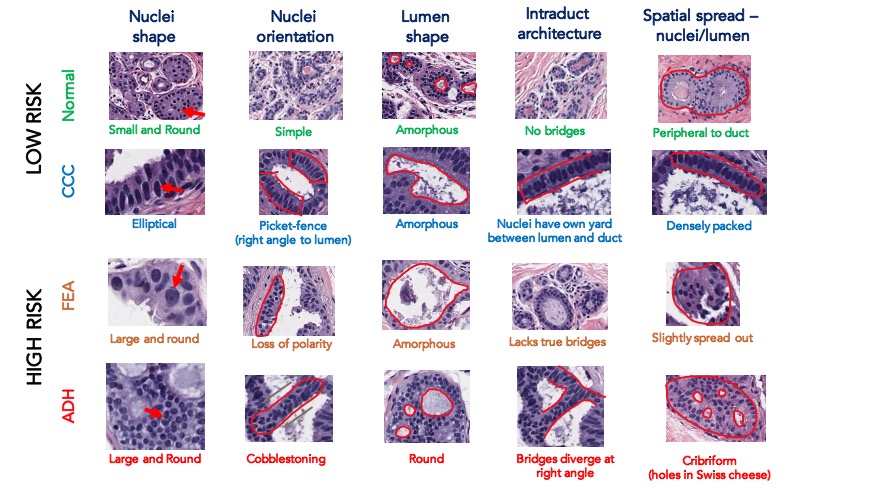 Nuclei
shape
Nuclei
orientation
Lumen
shape
Intraduct
architecture
Spatial spread –
nuclei/lumen
LOW RISK
Normal
Small and Round
Simple
Amorphous
No bridges
Peripheral to duct
CCC
Elliptical
Picket-fence
(right angle to lumen)
Amorphous
Nuclei have own yard
between lumen and duct
Densely packed
HIGH RISK
FEA
Large and round
Loss of polarity
Amorphous
Lacks true bridges
Slightly spread out
ADH
Large and Round
Cobblestoning
Round
Bridges diverge at
right angle
Cribriform
(holes in Swiss cheese)